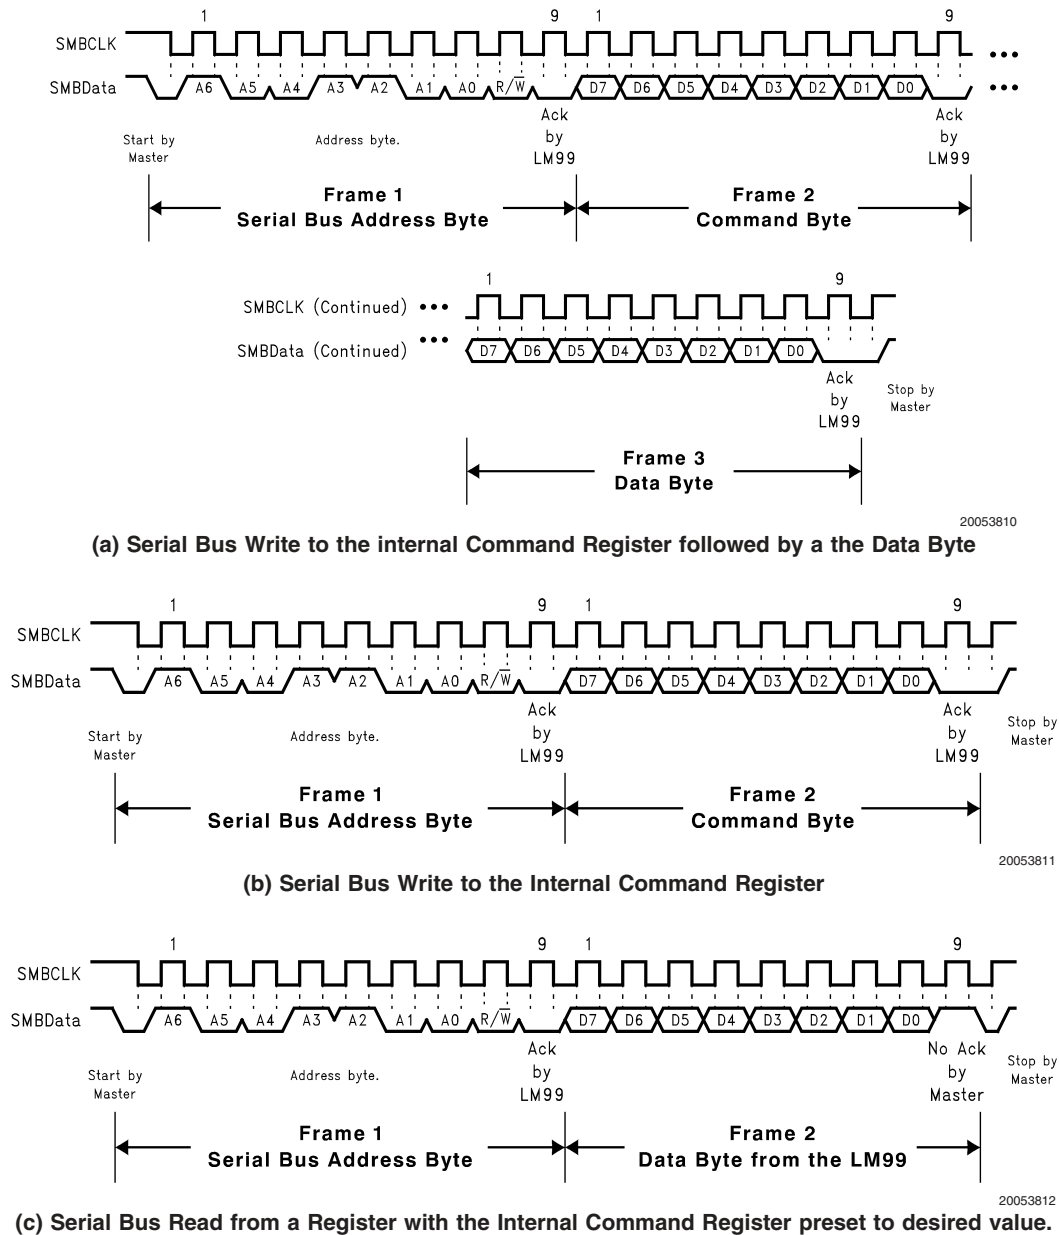 1 9 1 9
SMBCLK
SMBData A6 A5 A4 A3 A2 A1 A0 R/W̅ D7 D6 D5 D4 D3 D2 D1 D0
Ack Ack
Start by Address byte. by by
Master LM99 LM99
Frame 1 Frame 2
Serial Bus Address Byte Command Byte
1 9
SMBCLK (Continued)
SMBData (Continued) D7 D6 D5 D4 D3 D2 D1 D0
Ack Stop by
by Master
LM99
Frame 3
Data Byte
20053810
(a) Serial Bus Write to the internal Command Register followed by a the Data Byte
1 9 1 9
SMBCLK
SMBData A6 A5 A4 A3 A2 A1 A0 R/W̅ D7 D6 D5 D4 D3 D2 D1 D0
Ack Ack Stop by
Start by Address byte. by by Master
Master LM99 LM99
Frame 1 Frame 2
Serial Bus Address Byte Command Byte
20053811
(b) Serial Bus Write to the Internal Command Register
1 9 1 9
SMBCLK
SMBData A6 A5 A4 A3 A2 A1 A0 R/W̅ D7 D6 D5 D4 D3 D2 D1 D0
Ack No Ack Stop by
Start by Address byte. by by Master
Master LM99 Master
Frame 1 Frame 2
Serial Bus Address Byte Data Byte from the LM99
20053812
(c) Serial Bus Read from a Register with the Internal Command Register preset to desired value.